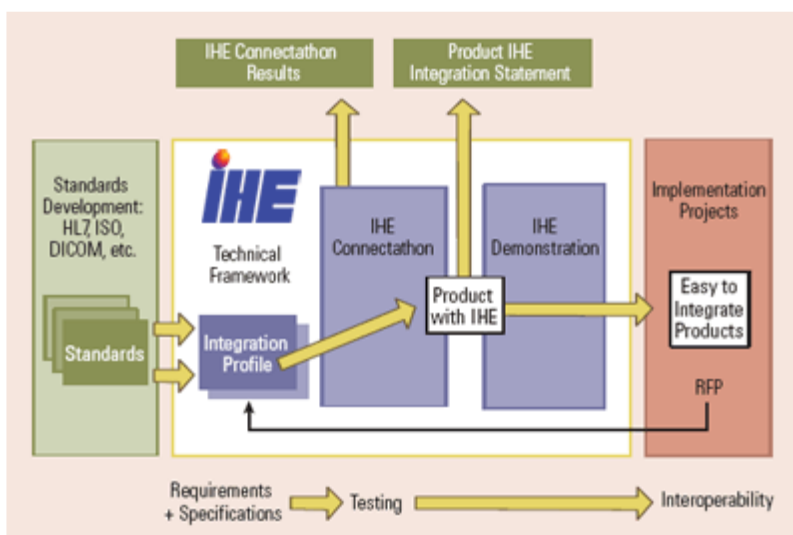 IHE Connectathon
Results
Product IHE
Integration Statement
Standards
Development:
HL7, ISO,
DICOM, etc.
Standards
IHE
Technical
Framework
Integration
Profile
IHE
Connectathon
Product
with IHE
IHE
Demonstration
Implementation
Projects
Easy to
Integrate
Products
RFP
Requirements
+ Specifications
Testing
Interoperability